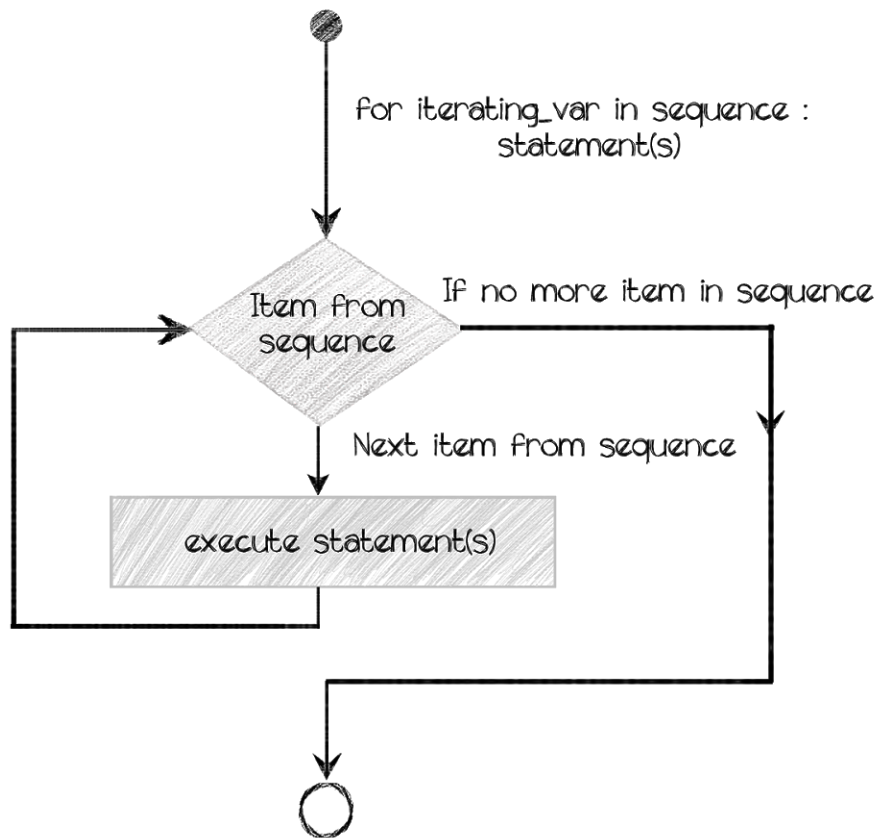 for iterating_var in sequence :
statement(s)
If no more item in sequence
Item from
sequence
Next item from sequence
execute statement(s)